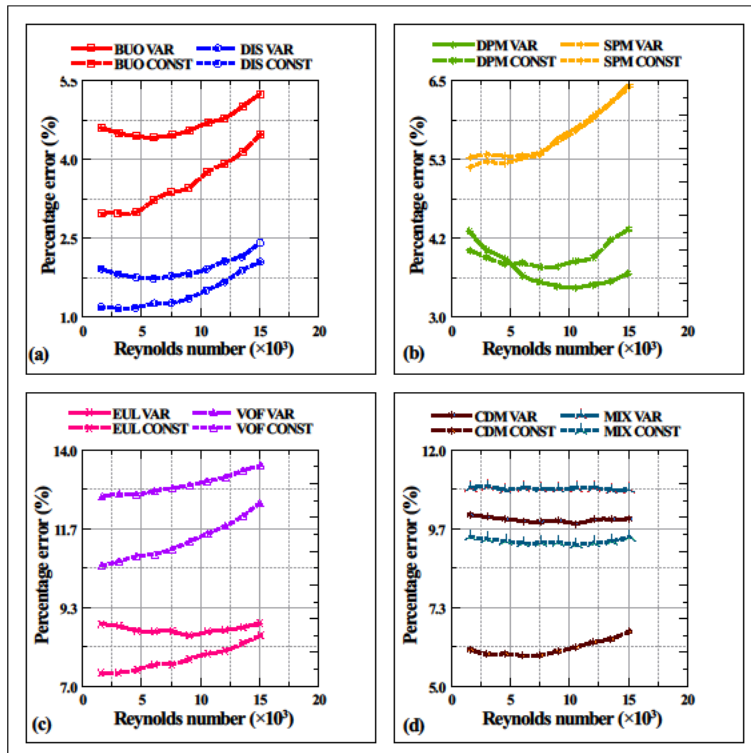 BUO VAR DIS VAR
BUO CONST DIS CONST
5.5
4.0
2.5
1.0
Percentage error (%)
0 5 10 15 20
(a) Reynolds number (×10³)
DPM VAR SPM VAR
DPM CONST SPM CONST
6.5
5.3
4.2
3.0
Percentage error (%)
0 5 10 15 20
(b) Reynolds number (×10³)
EUL VAR VOF VAR
EUL CONST VOF CONST
14.0
11.7
9.3
7.0
Percentage error (%)
0 5 10 15 20
(c) Reynolds number (×10³)
CDM VAR MIX VAR
CDM CONST MIX CONST
12.0
9.7
7.3
5.0
Percentage error (%)
0 5 10 15 20
(d) Reynolds number (×10³)